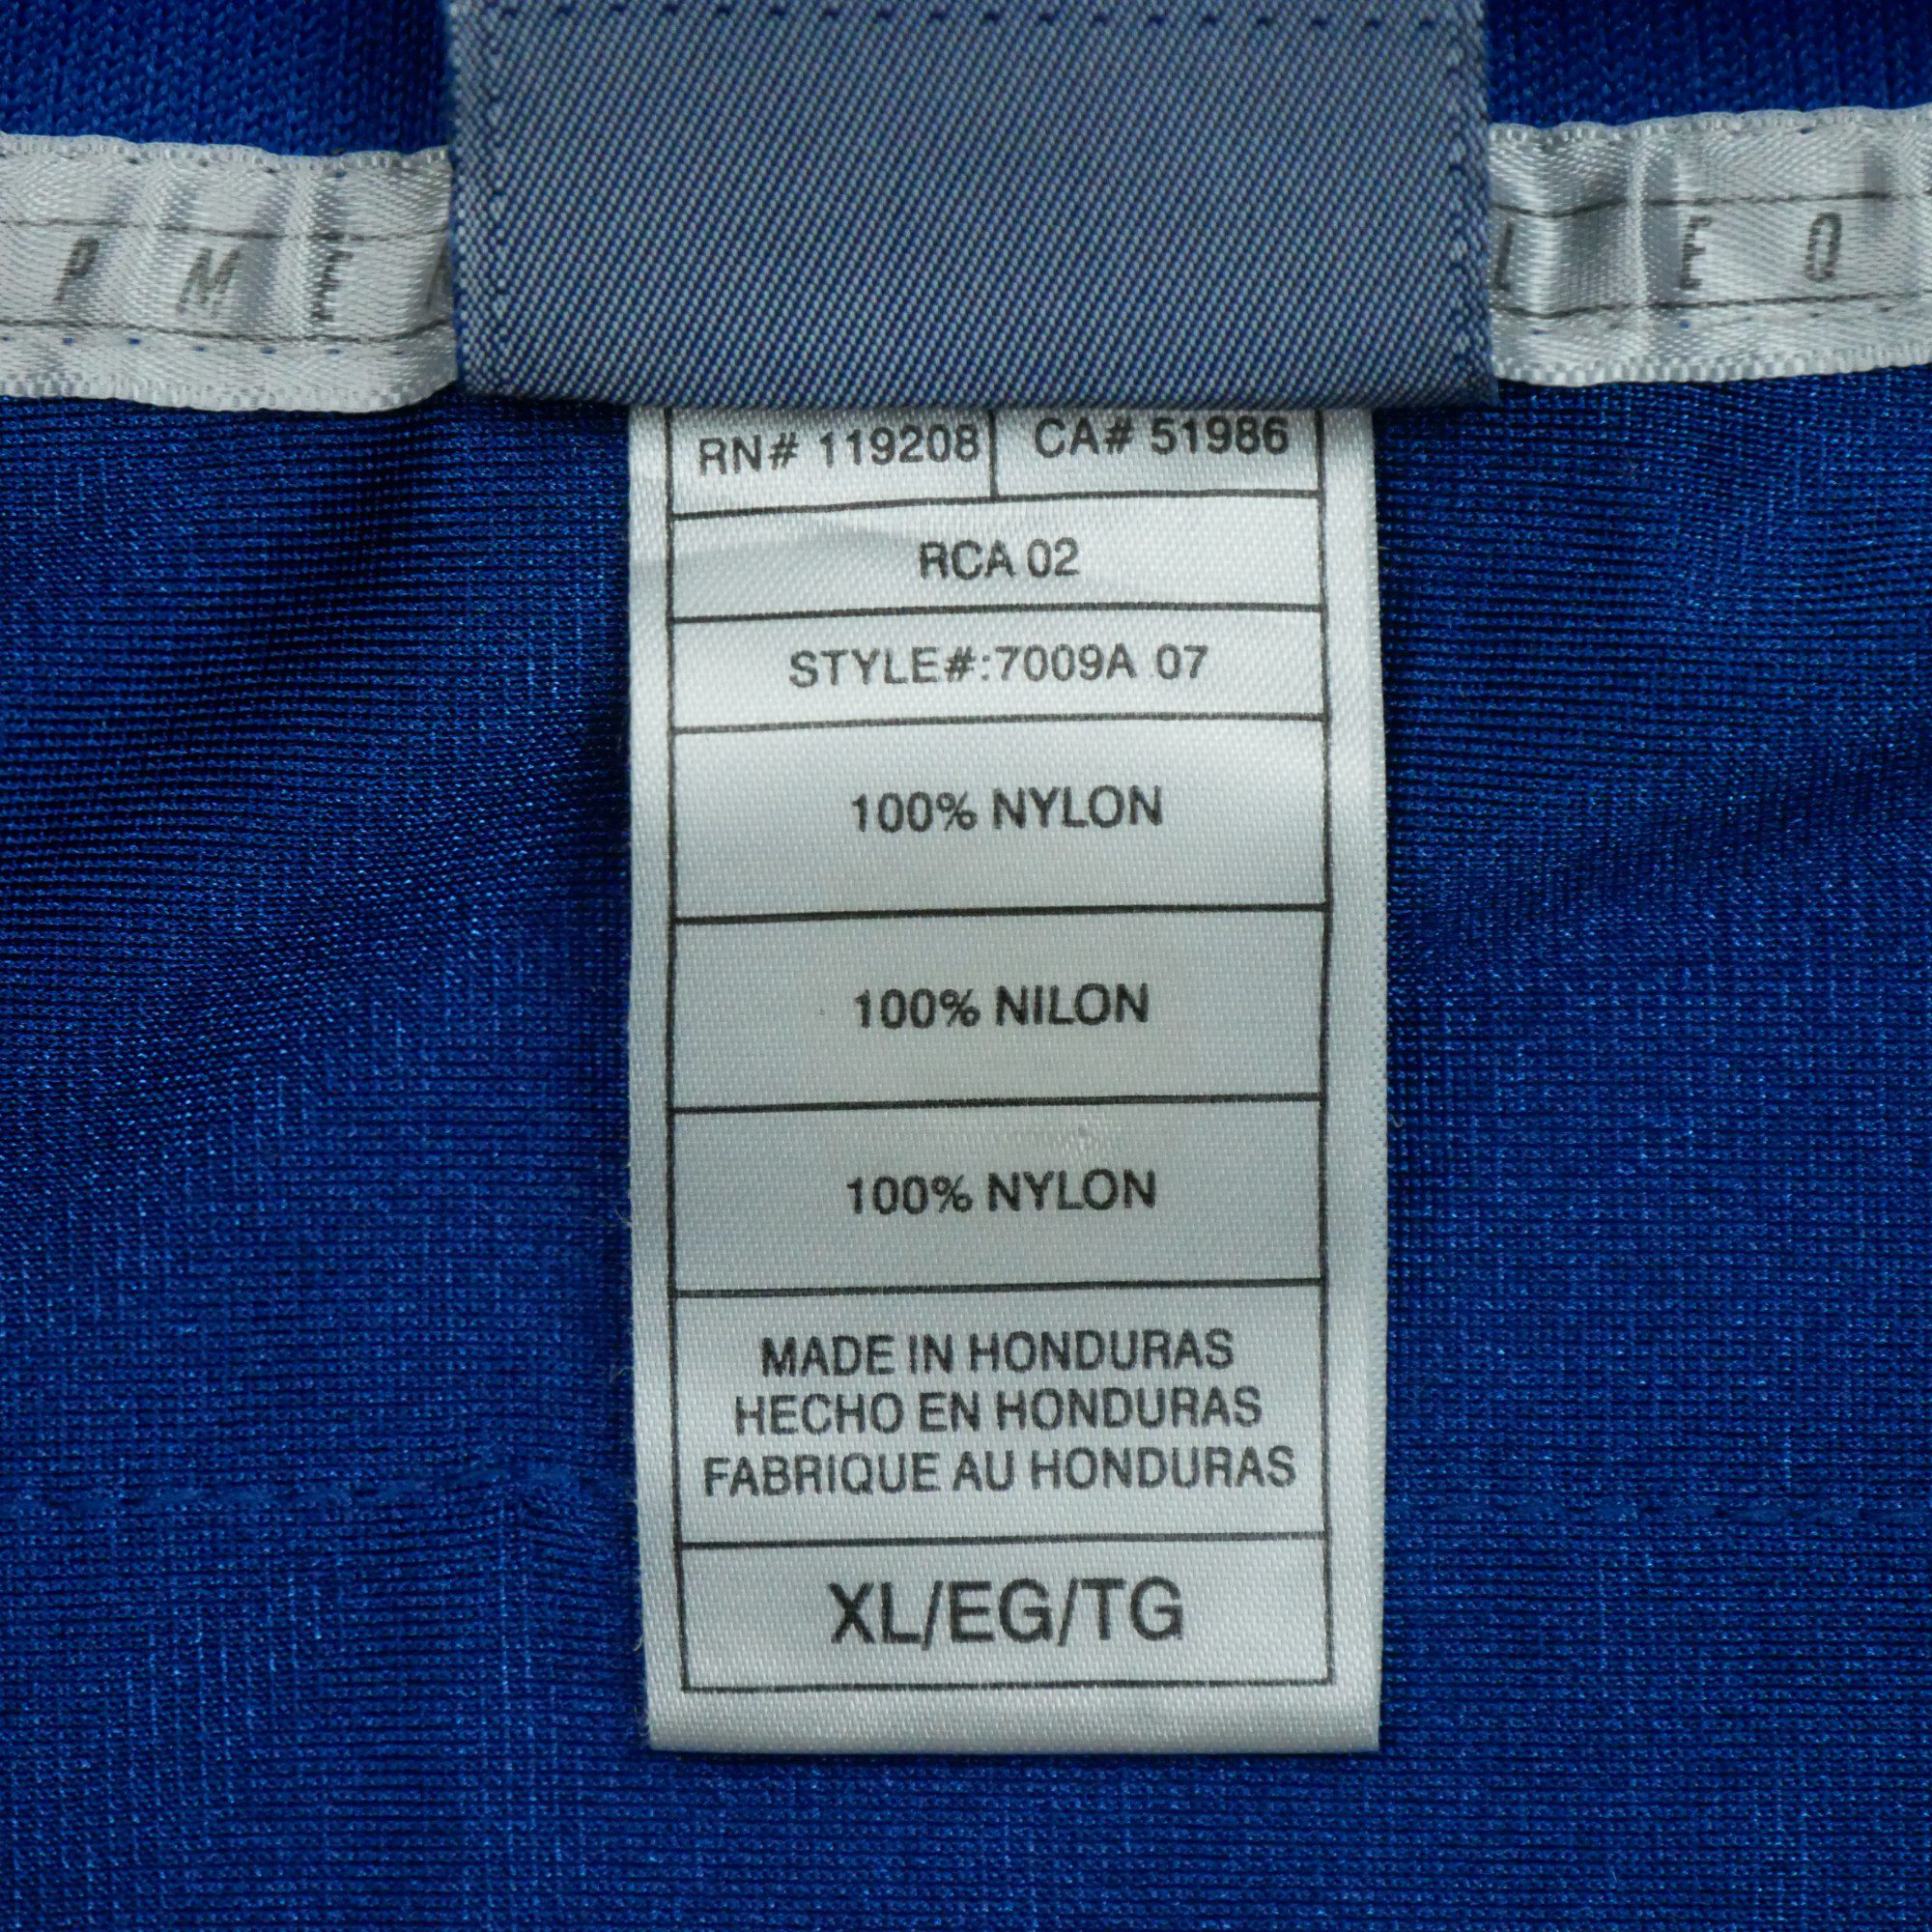 P M E
L E Q
RN# 119208 CA# 51986
RCA 02
STYLE#:7009A 07
100% NYLON
100% NILON
100% NYLON
MADE IN HONDURAS
HECHO EN HONDURAS
FABRIQUE AU HONDURAS
XL/EG/TG